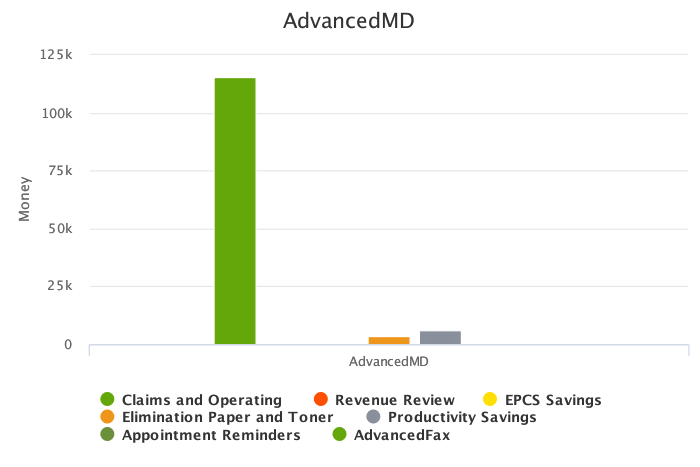 AdvancedMD
125k
100k
75k
50k
25k
0
Money
AdvancedMD
Claims and Operating Revenue Review EPCS Savings
Elimination Paper and Toner Productivity Savings
Appointment Reminders AdvancedFax